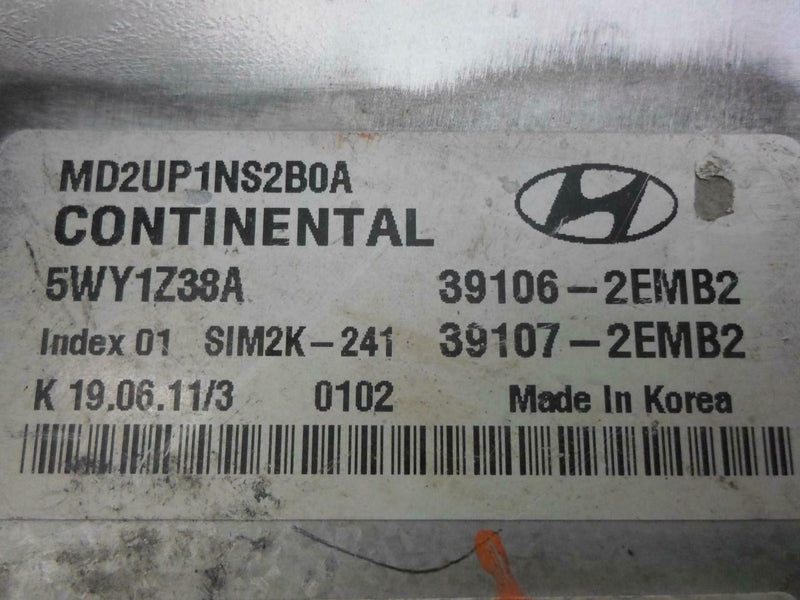 MD2UP1NS2B0A
CONTINENTAL
5WY1Z38A 39106-2EMB2
Index 01 SIM2K-241 39107-2EMB2
K 19.06.11/3 0102 Made In Korea